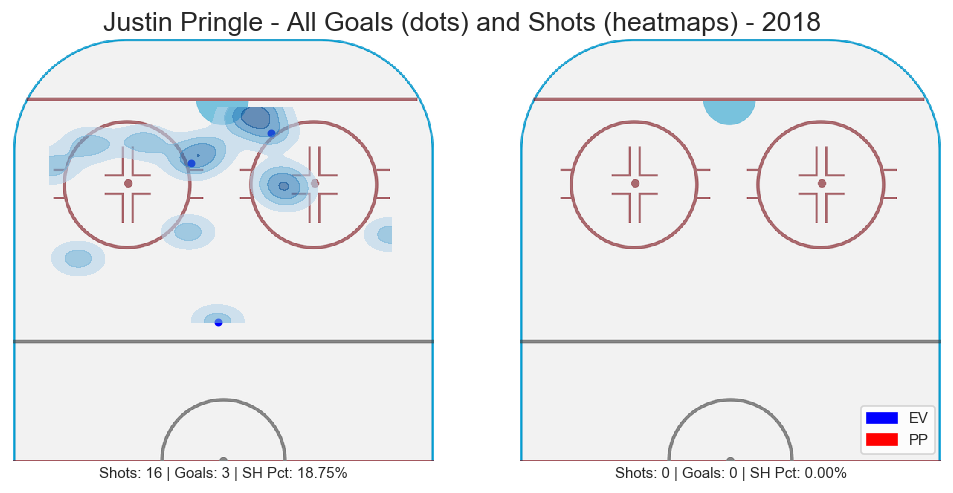 Justin Pringle - All Goals (dots) and Shots (heatmaps) - 2018
EV
PP
Shots: 16 | Goals: 3 | SH Pct: 18.75%
Shots: 0 | Goals: 0 | SH Pct: 0.00%